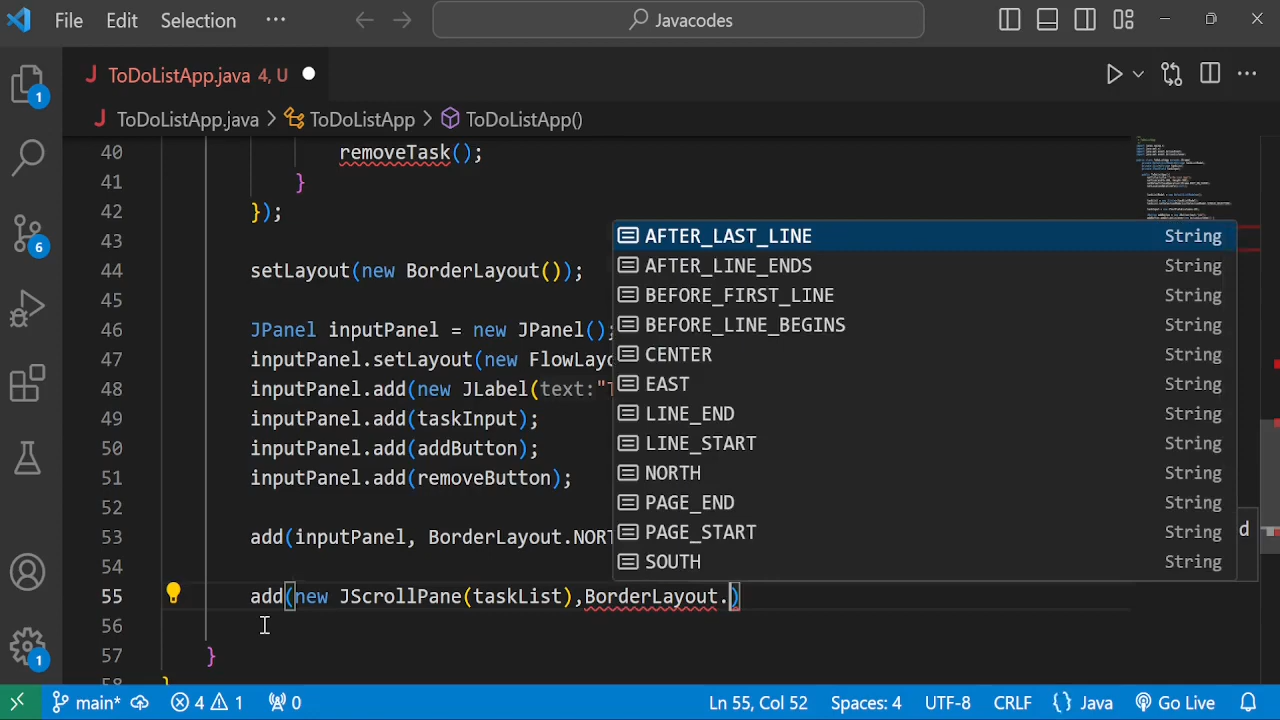 File Edit Selection ··· Javacodes
J ToDoListApp.java 4, U
J ToDoListApp.java > ToDoListApp > ToDoListApp()
40 removeTask();
41 }
42 });
43
44 setLayout(new BorderLayout());
45
46 JPanel inputPanel = new JPanel();
47 inputPanel.setLayout(new FlowLayo
48 inputPanel.add(new JLabel(text:"T
49 inputPanel.add(taskInput);
50 inputPanel.add(addButton);
51 inputPanel.add(removeButton);
52
53 add(inputPanel, BorderLayout.NORT
54
55 add(new JScrollPane(taskList),BorderLayout.)
56
57 }
58 }
AFTER_LAST_LINE String
AFTER_LINE_ENDS String
BEFORE_FIRST_LINE String
BEFORE_LINE_BEGINS String
CENTER String
EAST String
LINE_END String
LINE_START String
NORTH String
PAGE_END String
PAGE_START String
SOUTH String
d
1
6
1
main* 4 1 0 Ln 55, Col 52 Spaces: 4 UTF-8 CRLF {} Java Go Live